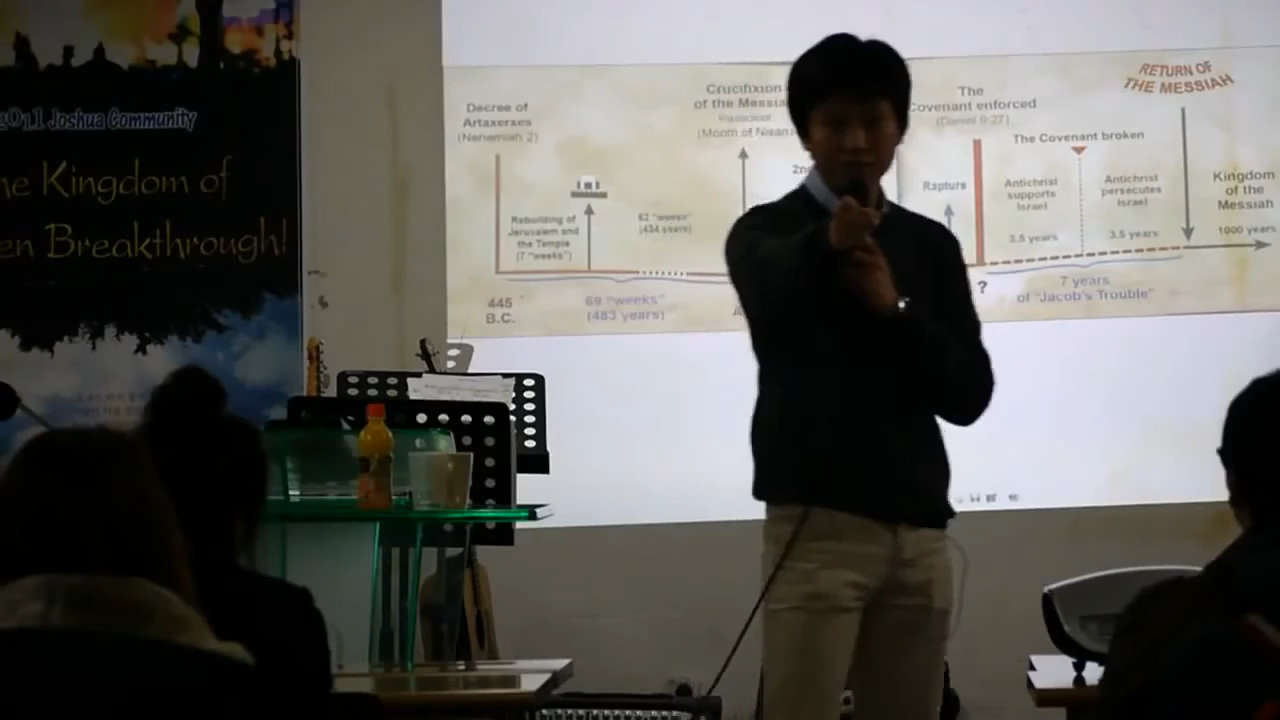 2011 Joshua Community
he Kingdom of
en Breakthrough!
Decree of
Artaxerxes
(Nehemiah 2)
Rebuilding of
Jerusalem and
the Temple
(7 "weeks")
62 "weeks"
(434 years)
445
B.C.
69 "weeks"
(483 years)
Crucifixion
of the Messia
(Month of Nisan
2n
The
Covenant enforced
(Daniel 9:27)
Rapture
?
The Covenant broken
Antichrist
supports
Israel
3.5 years
Antichrist
persecutes
Israel
3.5 years
7 years
of "Jacob's Trouble"
RETURN OF
THE MESSIAH
Kingdom
of the
Messiah
1000 years